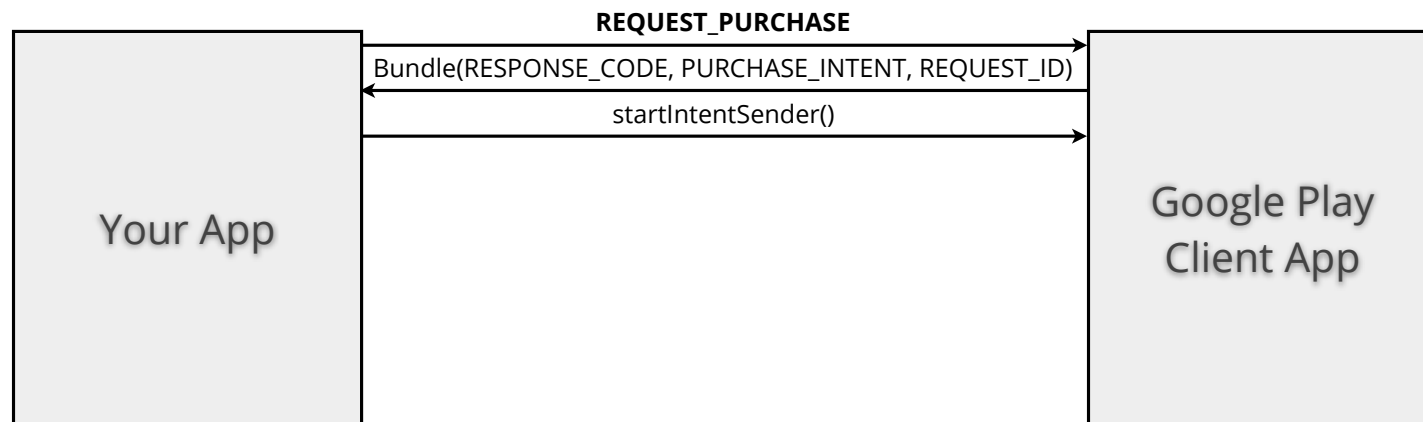 REQUEST_PURCHASE
Bundle(RESPONSE_CODE, PURCHASE_INTENT, REQUEST_ID)
startIntentSender()
Your App
Google Play
Client App